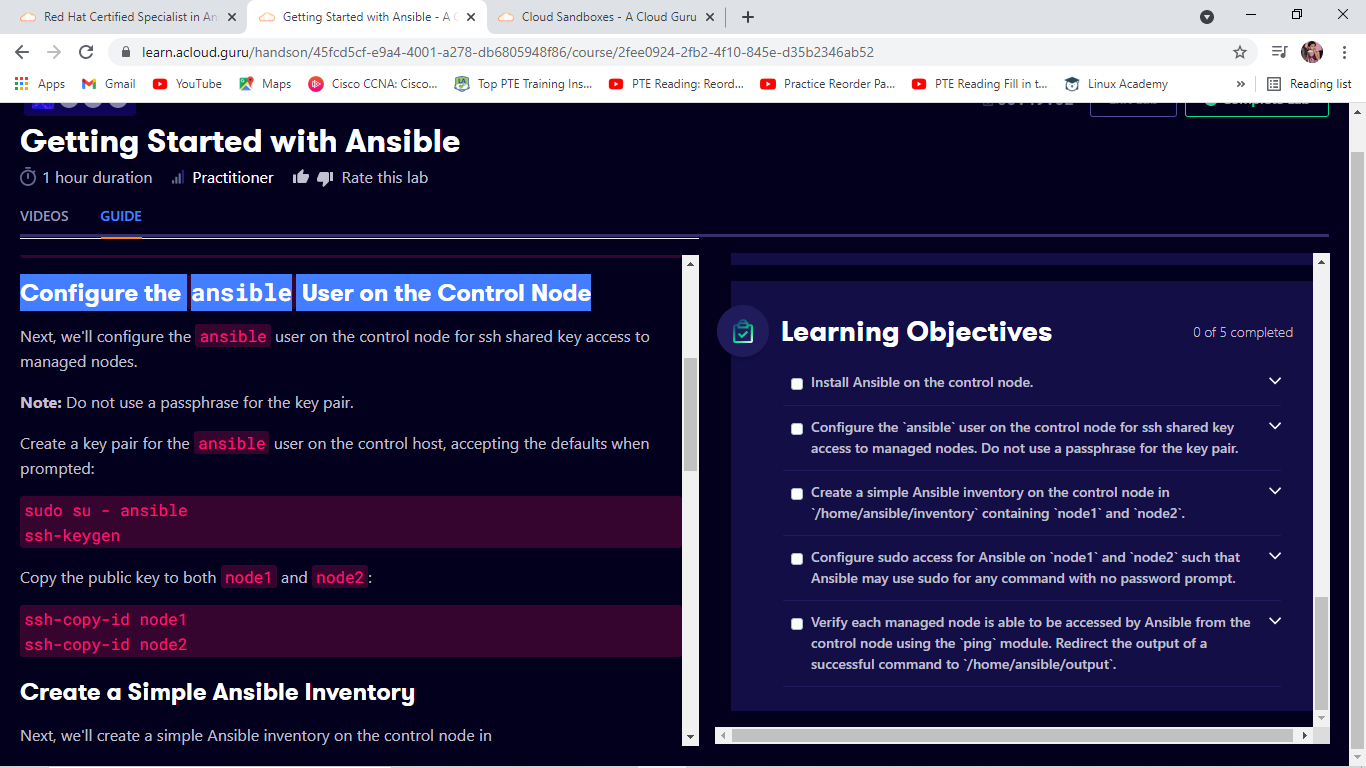 Red Hat Certified Specialist in An
Getting Started with Ansible - A C
Cloud Sandboxes - A Cloud Guru
learn.acloud.guru/handson/45fcd5cf-e9a4-4001-a278-db6805948f86/course/2fee0924-2fb2-4f10-845e-d35b2346ab52
Apps
Gmail
YouTube
Maps
Cisco CCNA: Cisco...
Top PTE Training Ins...
PTE Reading: Reord...
Practice Reorder Pa...
PTE Reading Fill in t...
Linux Academy
»
Reading list
Complete Lab
Getting Started with Ansible
1 hour duration
Practitioner
Rate this lab
VIDEOS
GUIDE
Configure the ansible User on the Control Node
Next, we'll configure the ansible user on the control node for ssh shared key access to
managed nodes.
Note: Do not use a passphrase for the key pair.
Create a key pair for the ansible user on the control host, accepting the defaults when
prompted:
sudo su - ansible
ssh-keygen
Copy the public key to both node1 and node2:
ssh-copy-id node1
ssh-copy-id node2
Create a Simple Ansible Inventory
Next, we'll create a simple Ansible inventory on the control node in
Learning Objectives
0 of 5 completed
Install Ansible on the control node.
Configure the `ansible` user on the control node for ssh shared key
access to managed nodes. Do not use a passphrase for the key pair.
Create a simple Ansible inventory on the control node in
`/home/ansible/inventory` containing `node1` and `node2`.
Configure sudo access for Ansible on `node1` and `node2` such that
Ansible may use sudo for any command with no password prompt.
Verify each managed node is able to be accessed by Ansible from the
control node using the `ping` module. Redirect the output of a
successful command to `/home/ansible/output`.